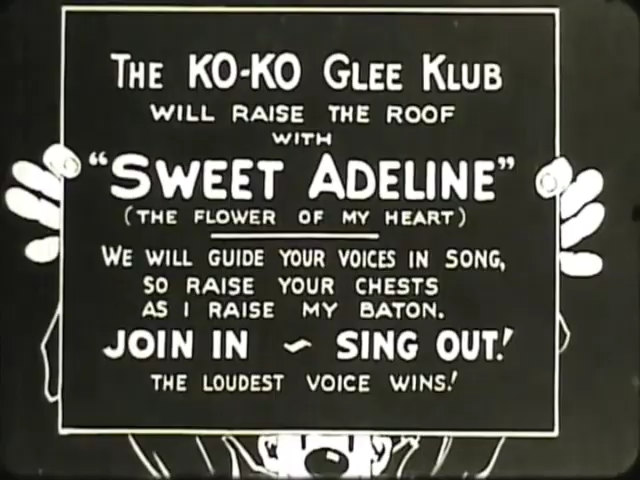 THE KO-KO GLEE KLUB
WILL RAISE THE ROOF
WITH
"SWEET ADELINE"
(THE FLOWER OF MY HEART)
WE WILL GUIDE YOUR VOICES IN SONG,
SO RAISE YOUR CHESTS
AS I RAISE MY BATON.
JOIN IN ~ SING OUT!
THE LOUDEST VOICE WINS!